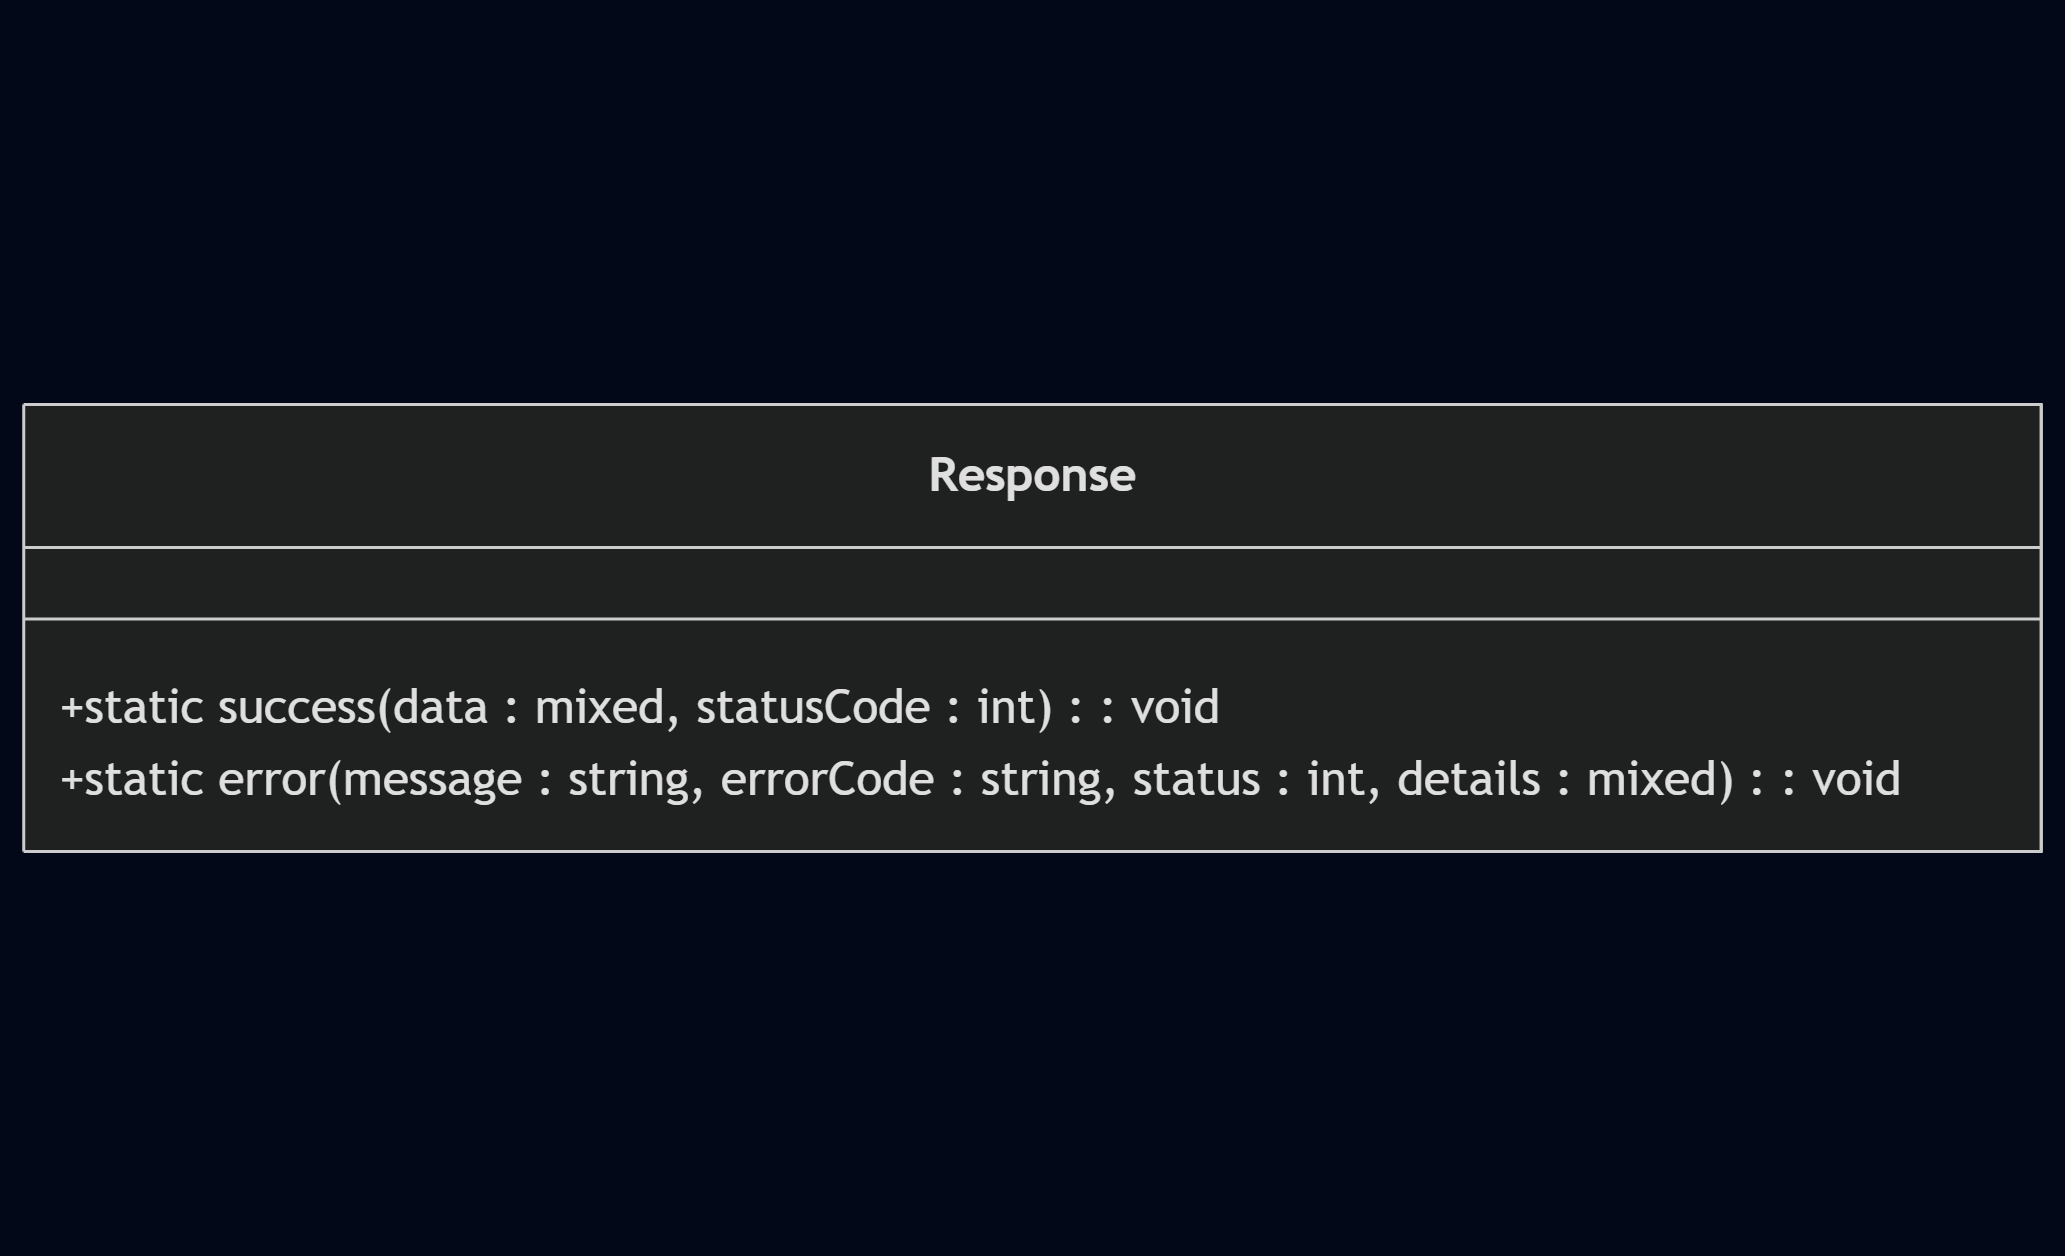 Response
+static success(data : mixed, statusCode : int) : : void
+static error(message : string, errorCode : string, status : int, details : mixed) : : void